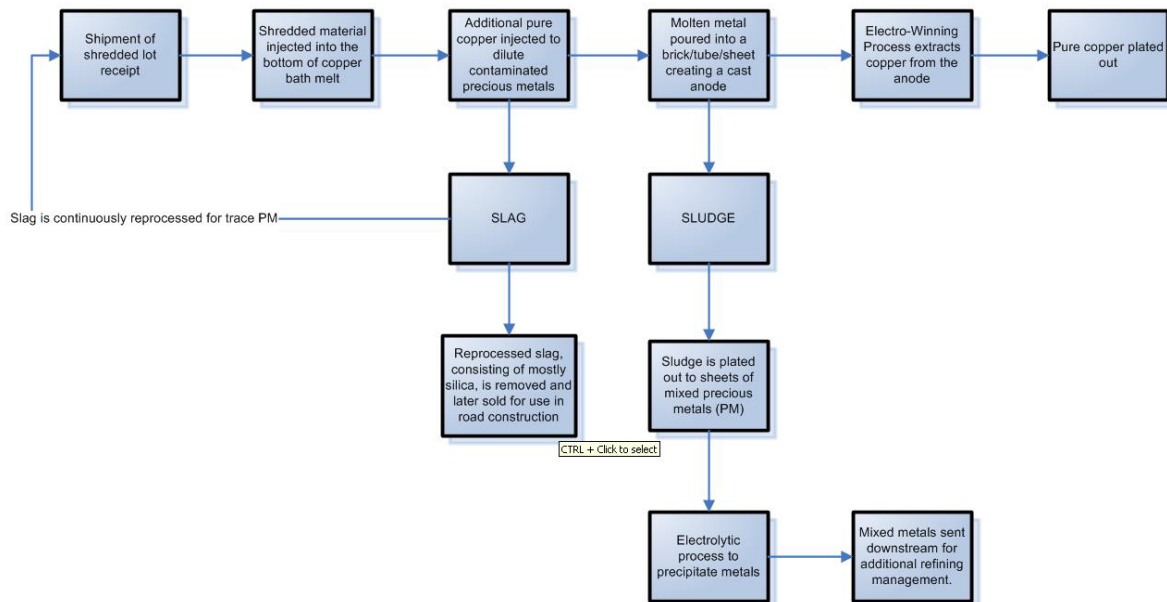 Shipment of
shredded lot
receipt
Shredded material
injected into the
bottom of copper
bath melt
Additional pure
copper injected to
dilute
contaminated
precious metals
Molten metal
poured into a
brick/tube/sheet
creating a cast
anode
Electro-Winning
Process extracts
copper from the
anode
Pure copper plated
out
Slag is continuously reprocessed for trace PM
SLAG
SLUDGE
Reprocessed slag,
consisting of mostly
silica, is removed and
later sold for use in
road construction
Sludge is plated
out to sheets of
mixed precious
metals (PM)
CTRL + Click to select
Electrolytic
process to
precipitate metals
Mixed metals sent
downstream for
additional refining
management.